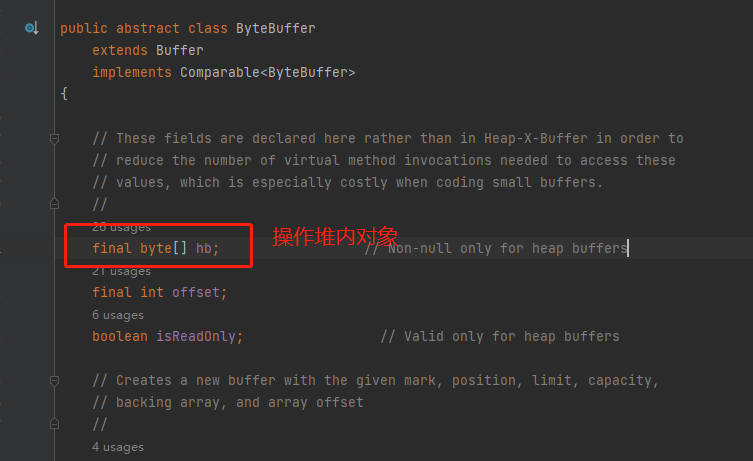 public abstract class ByteBuffer
extends Buffer
implements Comparable<ByteBuffer>
{
// These fields are declared here rather than in Heap-X-Buffer in order to
// reduce the number of virtual method invocations needed to access these
// values, which is especially costly when coding small buffers.
//
26 usages
final byte[] hb; 操作堆内对象 // Non-null only for heap buffers
21 usages
final int offset;
6 usages
boolean isReadOnly; // Valid only for heap buffers
// Creates a new buffer with the given mark, position, limit, capacity,
// backing array, and array offset
//
4 usages